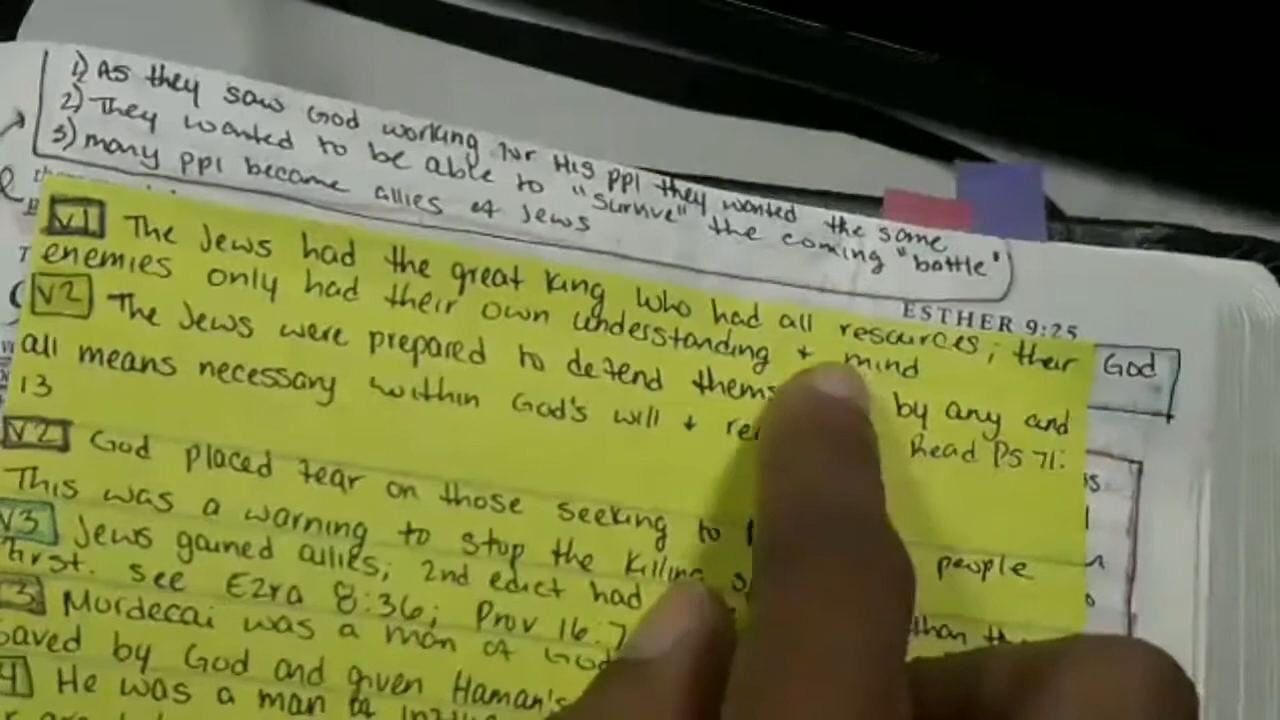 1) As they saw God working for His ppl they wanted the same
2) They wanted to be able to "survive" the coming "battle"
3) many ppl became allies of Jews
ESTHER 9:25
V1 The Jews had the great King who had all resources; their
God
enemies only had their own understanding + mind
V2 The Jews were prepared to defend by any and
all means necessary within God's will + Read Ps 71:
13
V2 God placed fear on those seeking to people
This was a warning to stop the killing
V3 Jews gained allies; 2nd edict had than
first. see Ezra 8:36; Prov 16:7
3 Mordecai was a man of God
saved by God and given Haman's
4 He was a man of